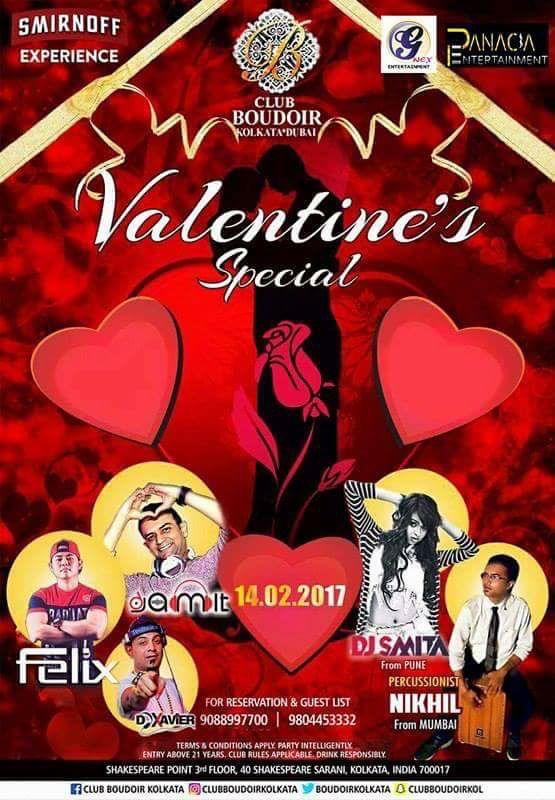 SMIRNOFF
EXPERIENCE
B
CLUB
BOUDOIR
KOLKATA•DUBAI
G
NEX
ENTERTAINMENT
PANACEA
ENTERTAINMENT
Valentine's
Special
14.02.2017
dj AMIt
Felix
DJ XAVIER
DJ SMITA
From PUNE
PERCUSSIONIST
NIKHIL
From MUMBAI
FOR RESERVATION & GUEST LIST
9088997700 | 9804453332
TERMS & CONDITIONS APPLY. PARTY INTELLIGENTLY.
ENTRY ABOVE 21 YEARS. CLUB RULES APPLICABLE. DRINK RESPONSIBLY.
SHAKESPEARE POINT 3rd FLOOR, 40 SHAKESPEARE SARANI, KOLKATA, INDIA 700017
CLUB BOUDOIR KOLKATA CLUBBOUDOIRKOLKATA BOUDOIRKOLKATA CLUBBOUDOIRKOL